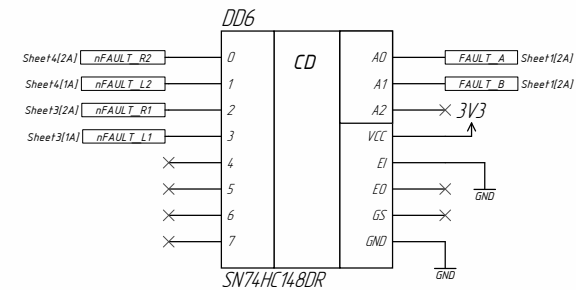 DD6
CD
Sheet4[2A] nFAULT_R2 0 A0 FAULT_A Sheet1[2A]
Sheet4[1A] nFAULT_L2 1 A1 FAULT_B Sheet1[2A]
Sheet3[2A] nFAULT_R1 2 A2 3V3
Sheet3[1A] nFAULT_L1 3 VCC
4 EI
5 EO GND
6 GS
7 GND
GND
SN74HC148DR